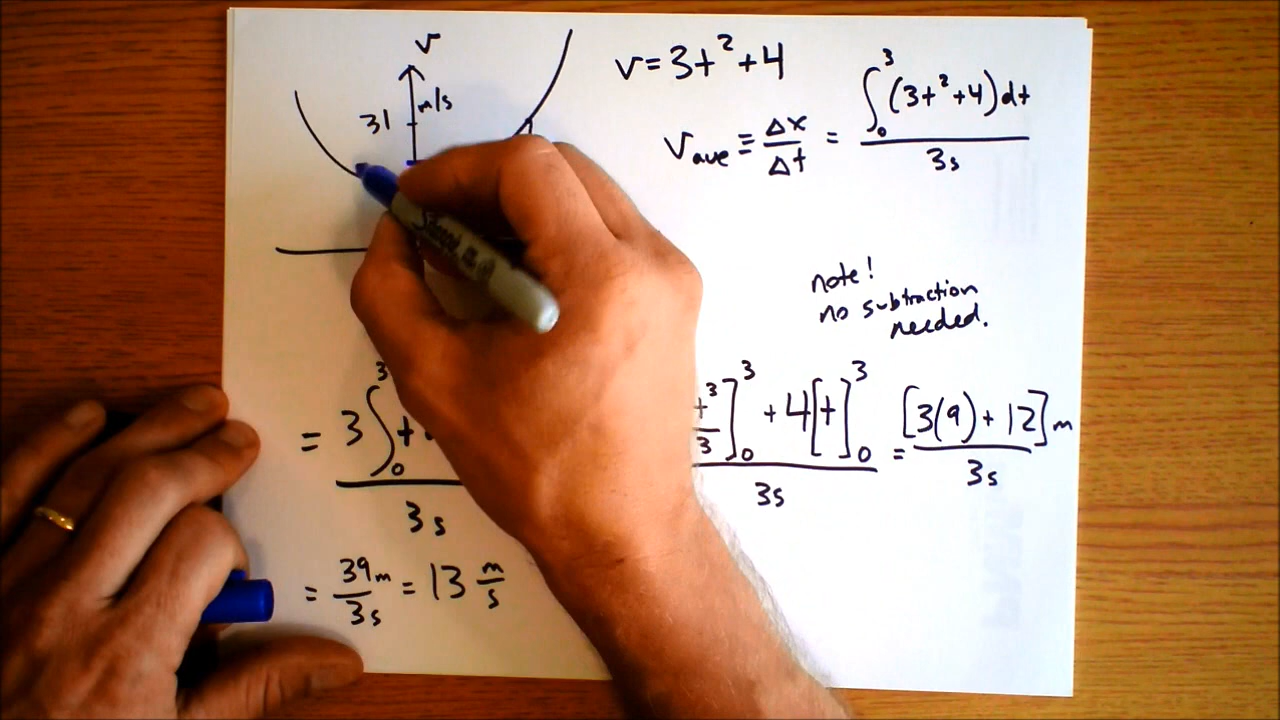 v
m/s
31
v = 3t² + 4
v_ave ≡ Δx/Δt = ∫₀³ (3t² + 4)dt / 3s
note!
no subtraction
needed.
= 3∫₀³ t
3s
t³/3]₀³ + 4[t]₀³ / 3s = [3(9) + 12]m / 3s
= 39m/3s = 13 m/s
Sharpie